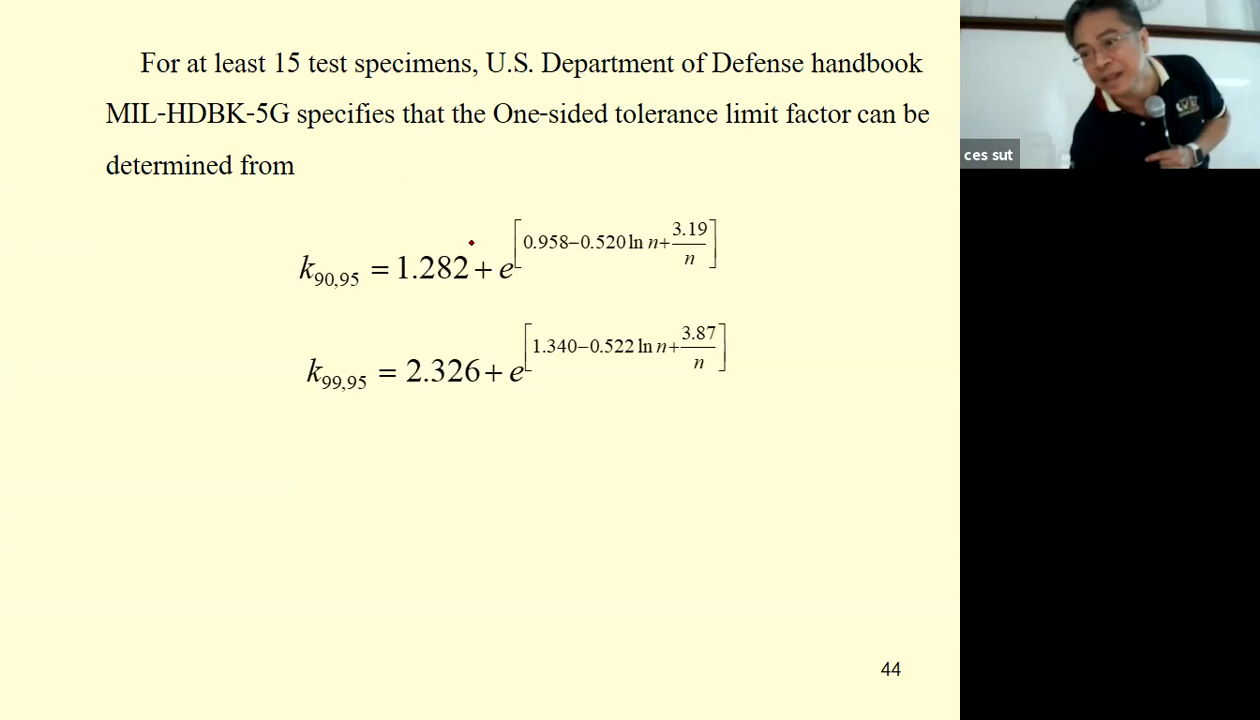 For at least 15 test specimens, U.S. Department of Defense handbook
MIL-HDBK-5G specifies that the One-sided tolerance limit factor can be
determined from
k90,95 = 1.282 + e[0.958−0.520 ln n+3.19/n]
k99,95 = 2.326 + e[1.340−0.522 ln n+3.87/n]
44
ces sut